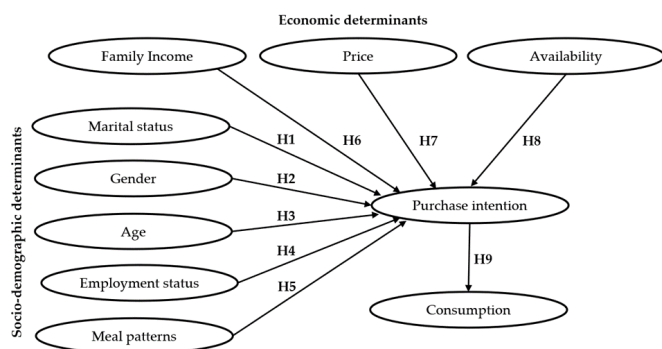 Economic determinants
Family Income
Price
Availability
Socio-demographic determinants
Marital status
H1
H6
H7
H8
Gender
H2
Age
H3
Purchase intention
Employment status
H4
H9
H5
Meal patterns
Consumption